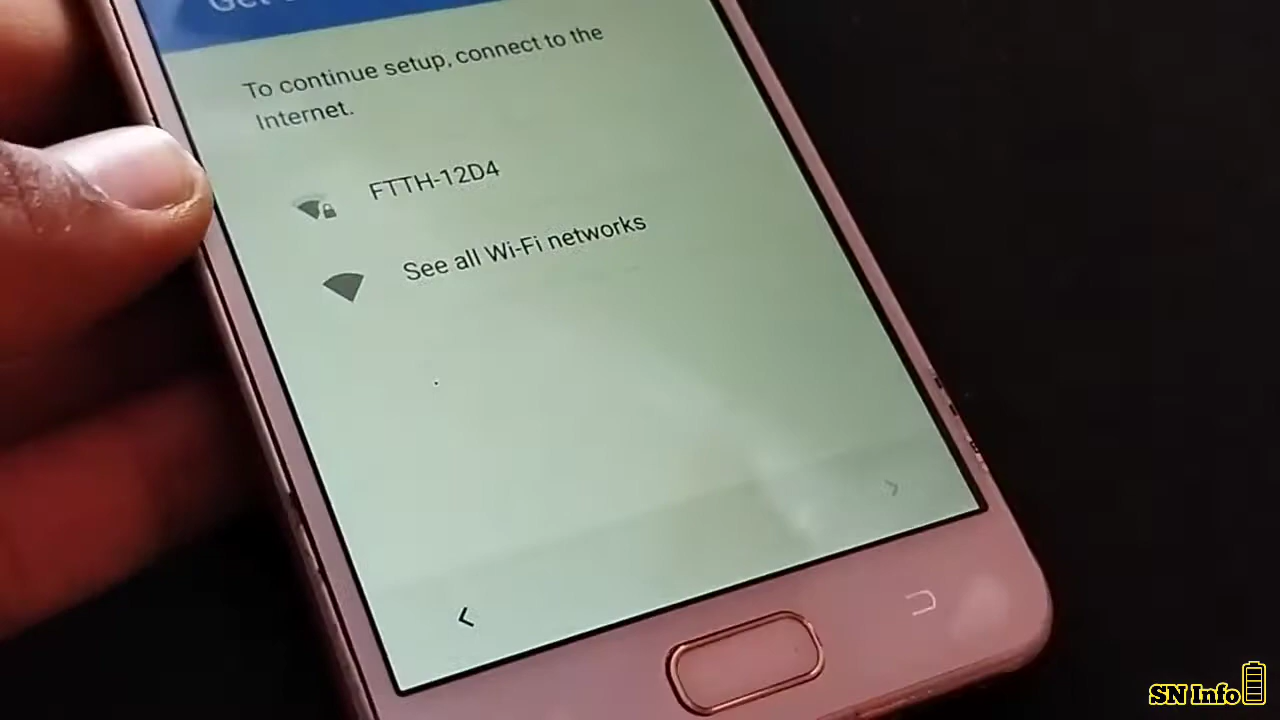 To continue setup, connect to the
Internet.
FTTH-12D4
See all Wi-Fi networks
SN Info